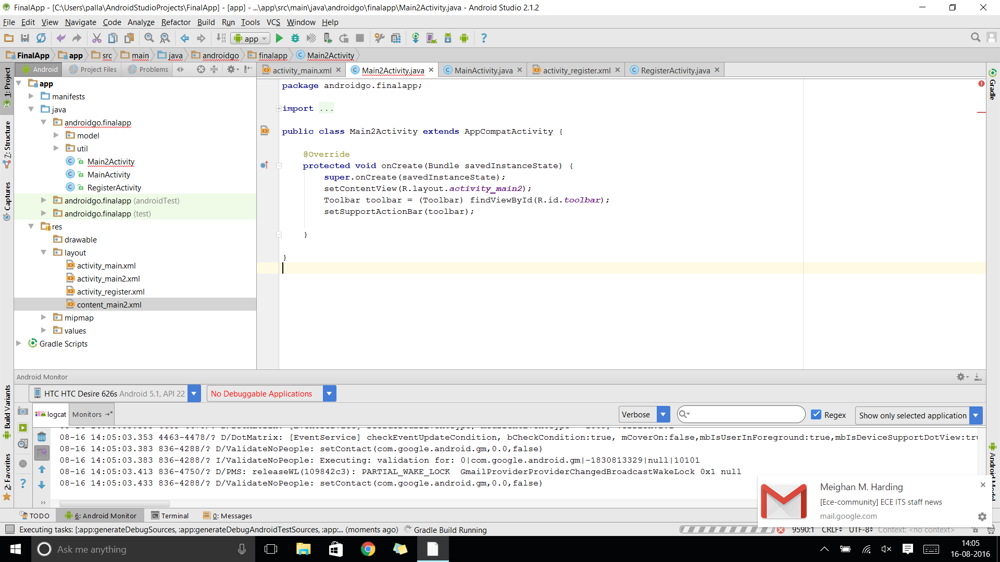 FinalApp - [C:\Users\palla\AndroidStudioProjects\FinalApp] - [app] - ...\app\src\main\java\androidgo\finalapp\Main2Activity.java - Android Studio 2.1.2
File Edit View Navigate Code Analyze Refactor Build Run Tools VCS Window Help
app
FinalApp app src main java androidgo finalapp Main2Activity
Android Project Files Problems
activity_main.xml Main2Activity.java MainActivity.java activity_register.xml RegisterActivity.java
1: Project
7: Structure
Captures
Build Variants
2: Favorites
Gradle
app
manifests
java
androidgo.finalapp
model
util
Main2Activity
MainActivity
RegisterActivity
androidgo.finalapp (androidTest)
androidgo.finalapp (test)
res
drawable
layout
activity_main.xml
activity_main2.xml
activity_register.xml
content_main2.xml
mipmap
values
Gradle Scripts
package androidgo.finalapp;
import ...
public class Main2Activity extends AppCompatActivity {
@Override
protected void onCreate(Bundle savedInstanceState) {
super.onCreate(savedInstanceState);
setContentView(R.layout.activity_main2);
Toolbar toolbar = (Toolbar) findViewById(R.id.toolbar);
setSupportActionBar(toolbar);
}
}
Android Monitor
HTC HTC Desire 626s Android 5.1, API 22 No Debuggable Applications
logcat Monitors Verbose Regex Show only selected application
08-16 14:05:03.353 4463-4478/? D/DotMatrix: [EventService] checkEventUpdateCondition, bCheckCondition:true, mCoverOn:false,mbIsUserInForeground:true,mbIsDeviceSupportDotView:tru
08-16 14:05:03.383 836-4288/? D/ValidateNoPeople: setContact(com.google.android.gm,0.0,false)
08-16 14:05:03.383 836-4288/? I/ValidateNoPeople: Executing: validation for: 0|com.google.android.gm|-1830813329|null|10101
08-16 14:05:03.413 836-4750/? D/PMS: releaseWL(109842c3): PARTIAL_WAKE_LOCK GmailProviderProviderChangedBroadcastWakeLock 0x1 null
08-16 14:05:03.433 836-4288/? D/ValidateNoPeople: setContact(com.google.android.gm,0.0,false)
Meighan M. Harding
[Ece-community] ECE ITS staff news
mail.google.com
TODO 6: Android Monitor Terminal 0: Messages
Executing tasks: [:app:generateDebugSources, :app:generateDebugAndroidTestSources, :app:... (moments ago) Gradle Build Running 9590:1 CRLF UTF-8 Context: <no context>
Ask me anything
14:05
16-08-2016